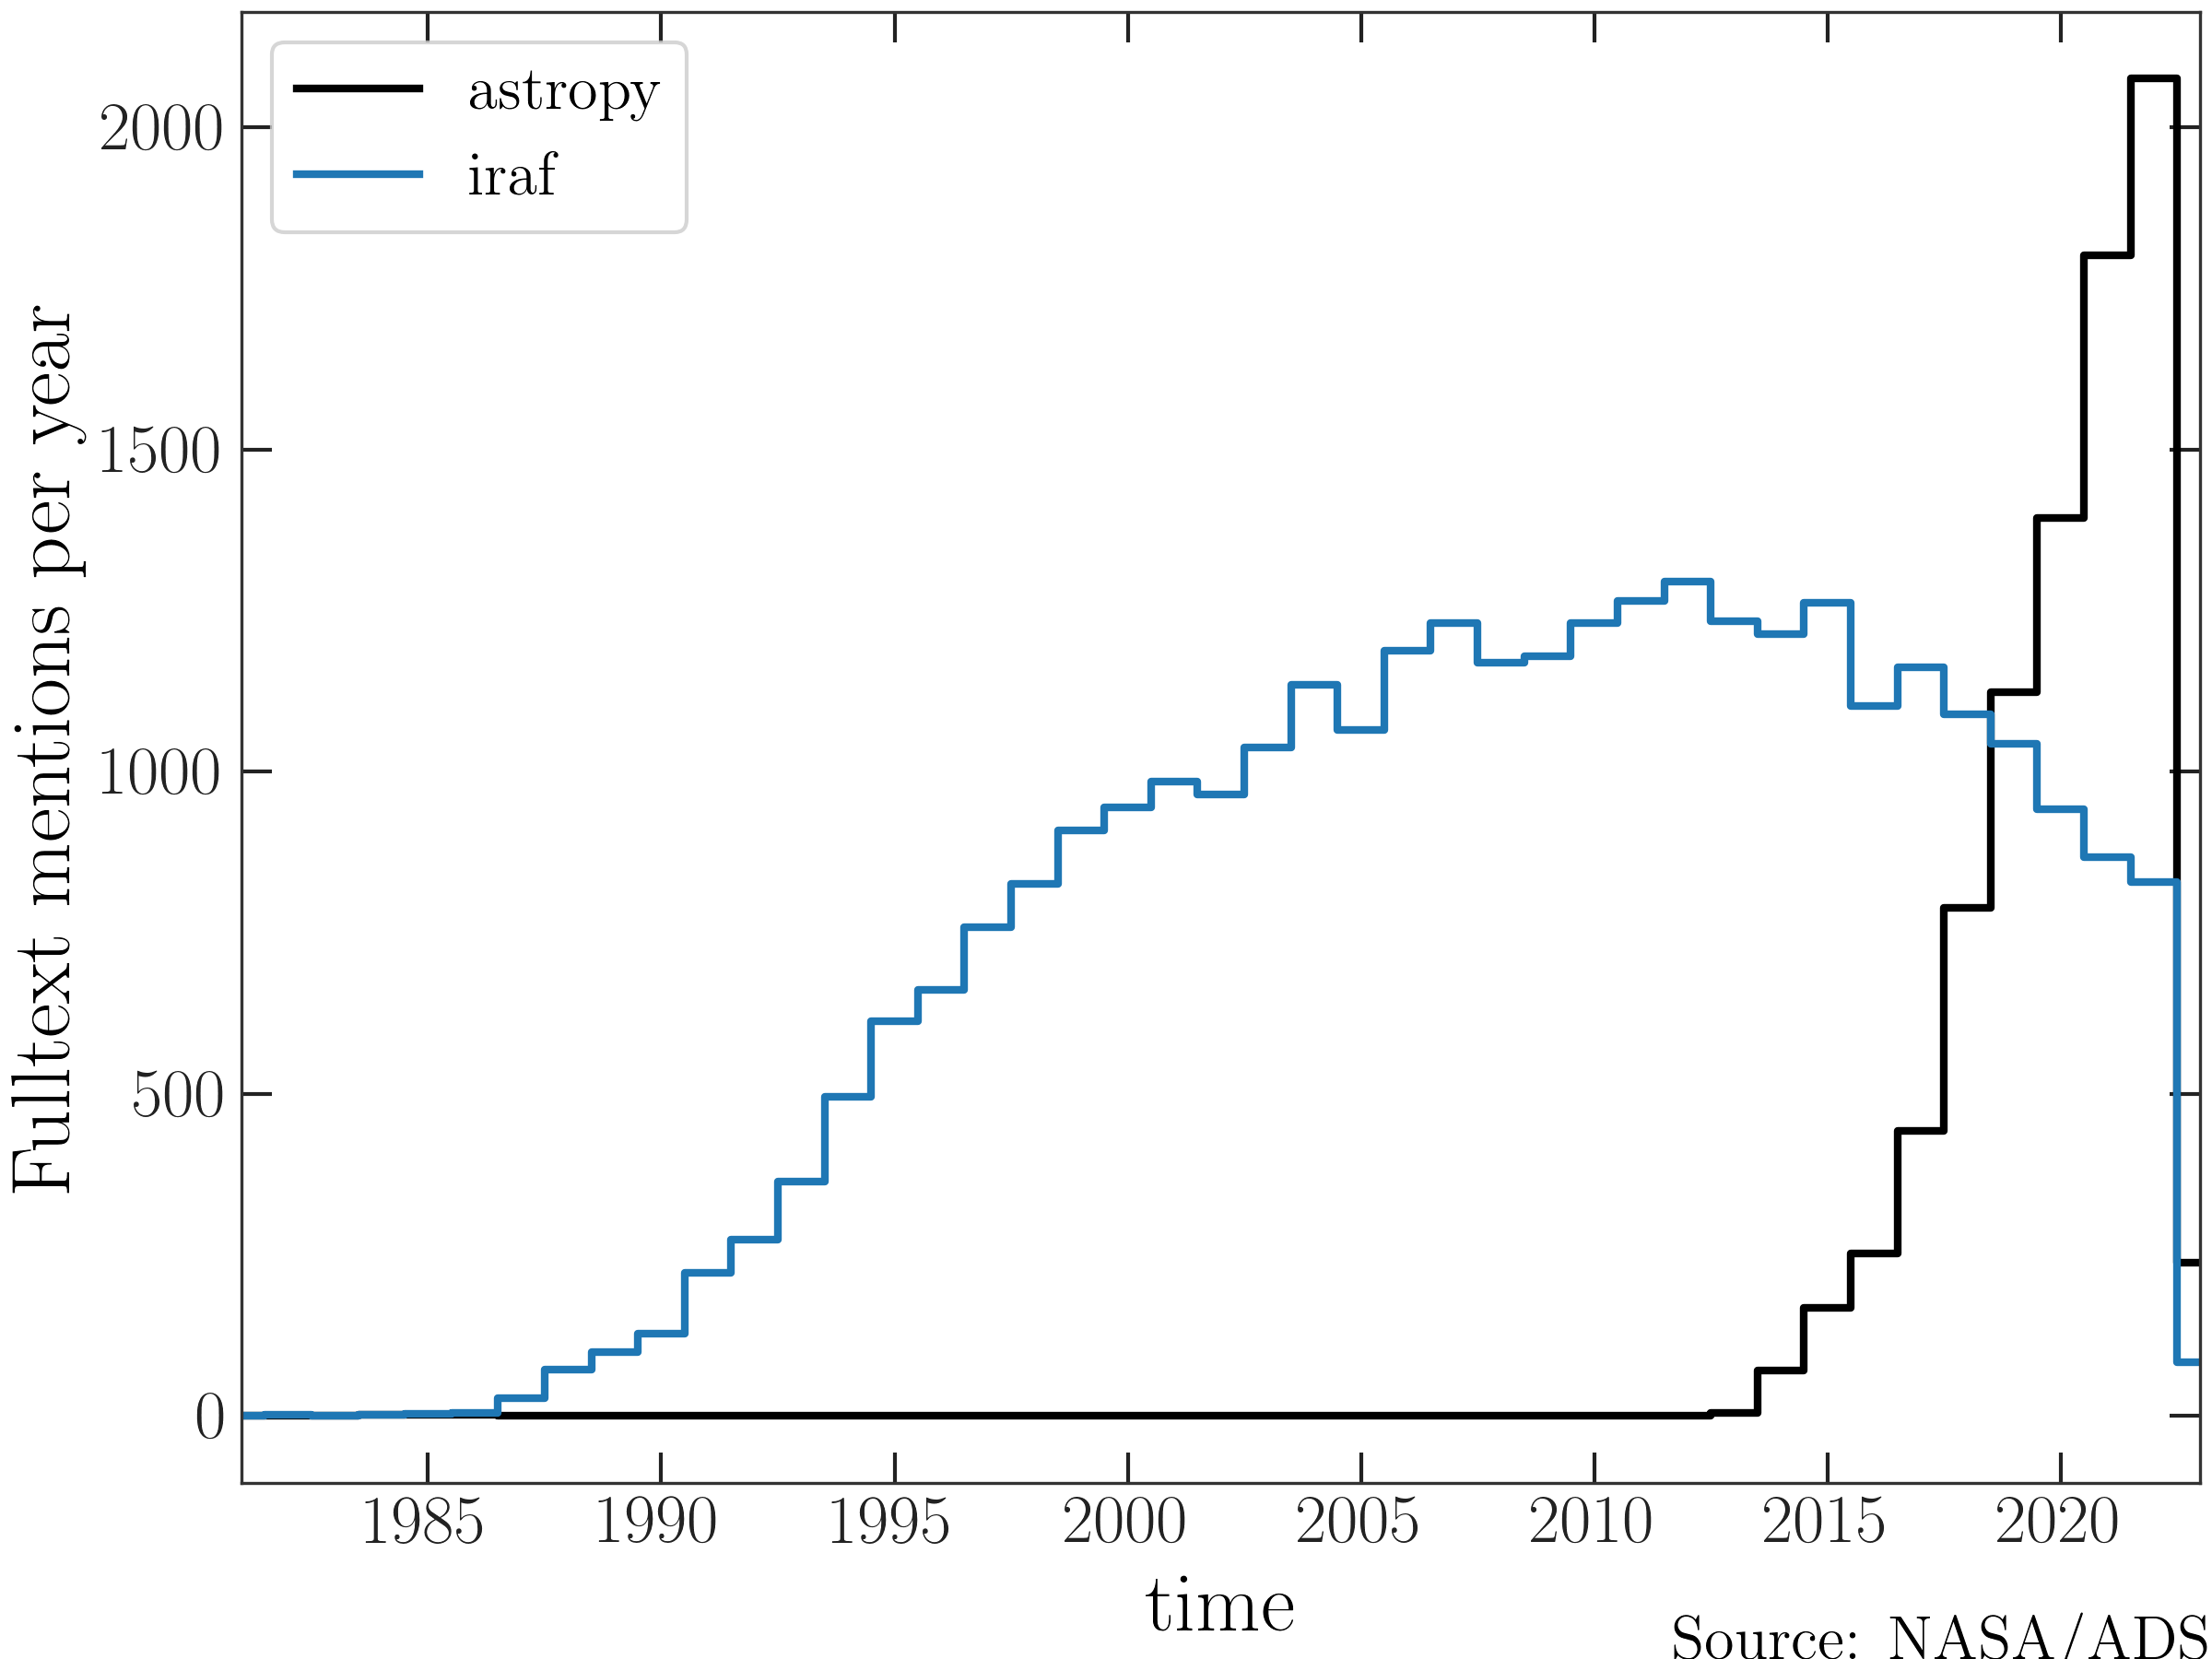 astropy
iraf
Fulltext mentions per year
2000
1500
1000
500
0
1985 1990 1995 2000 2005 2010 2015 2020
time
Source: NASA/ADS